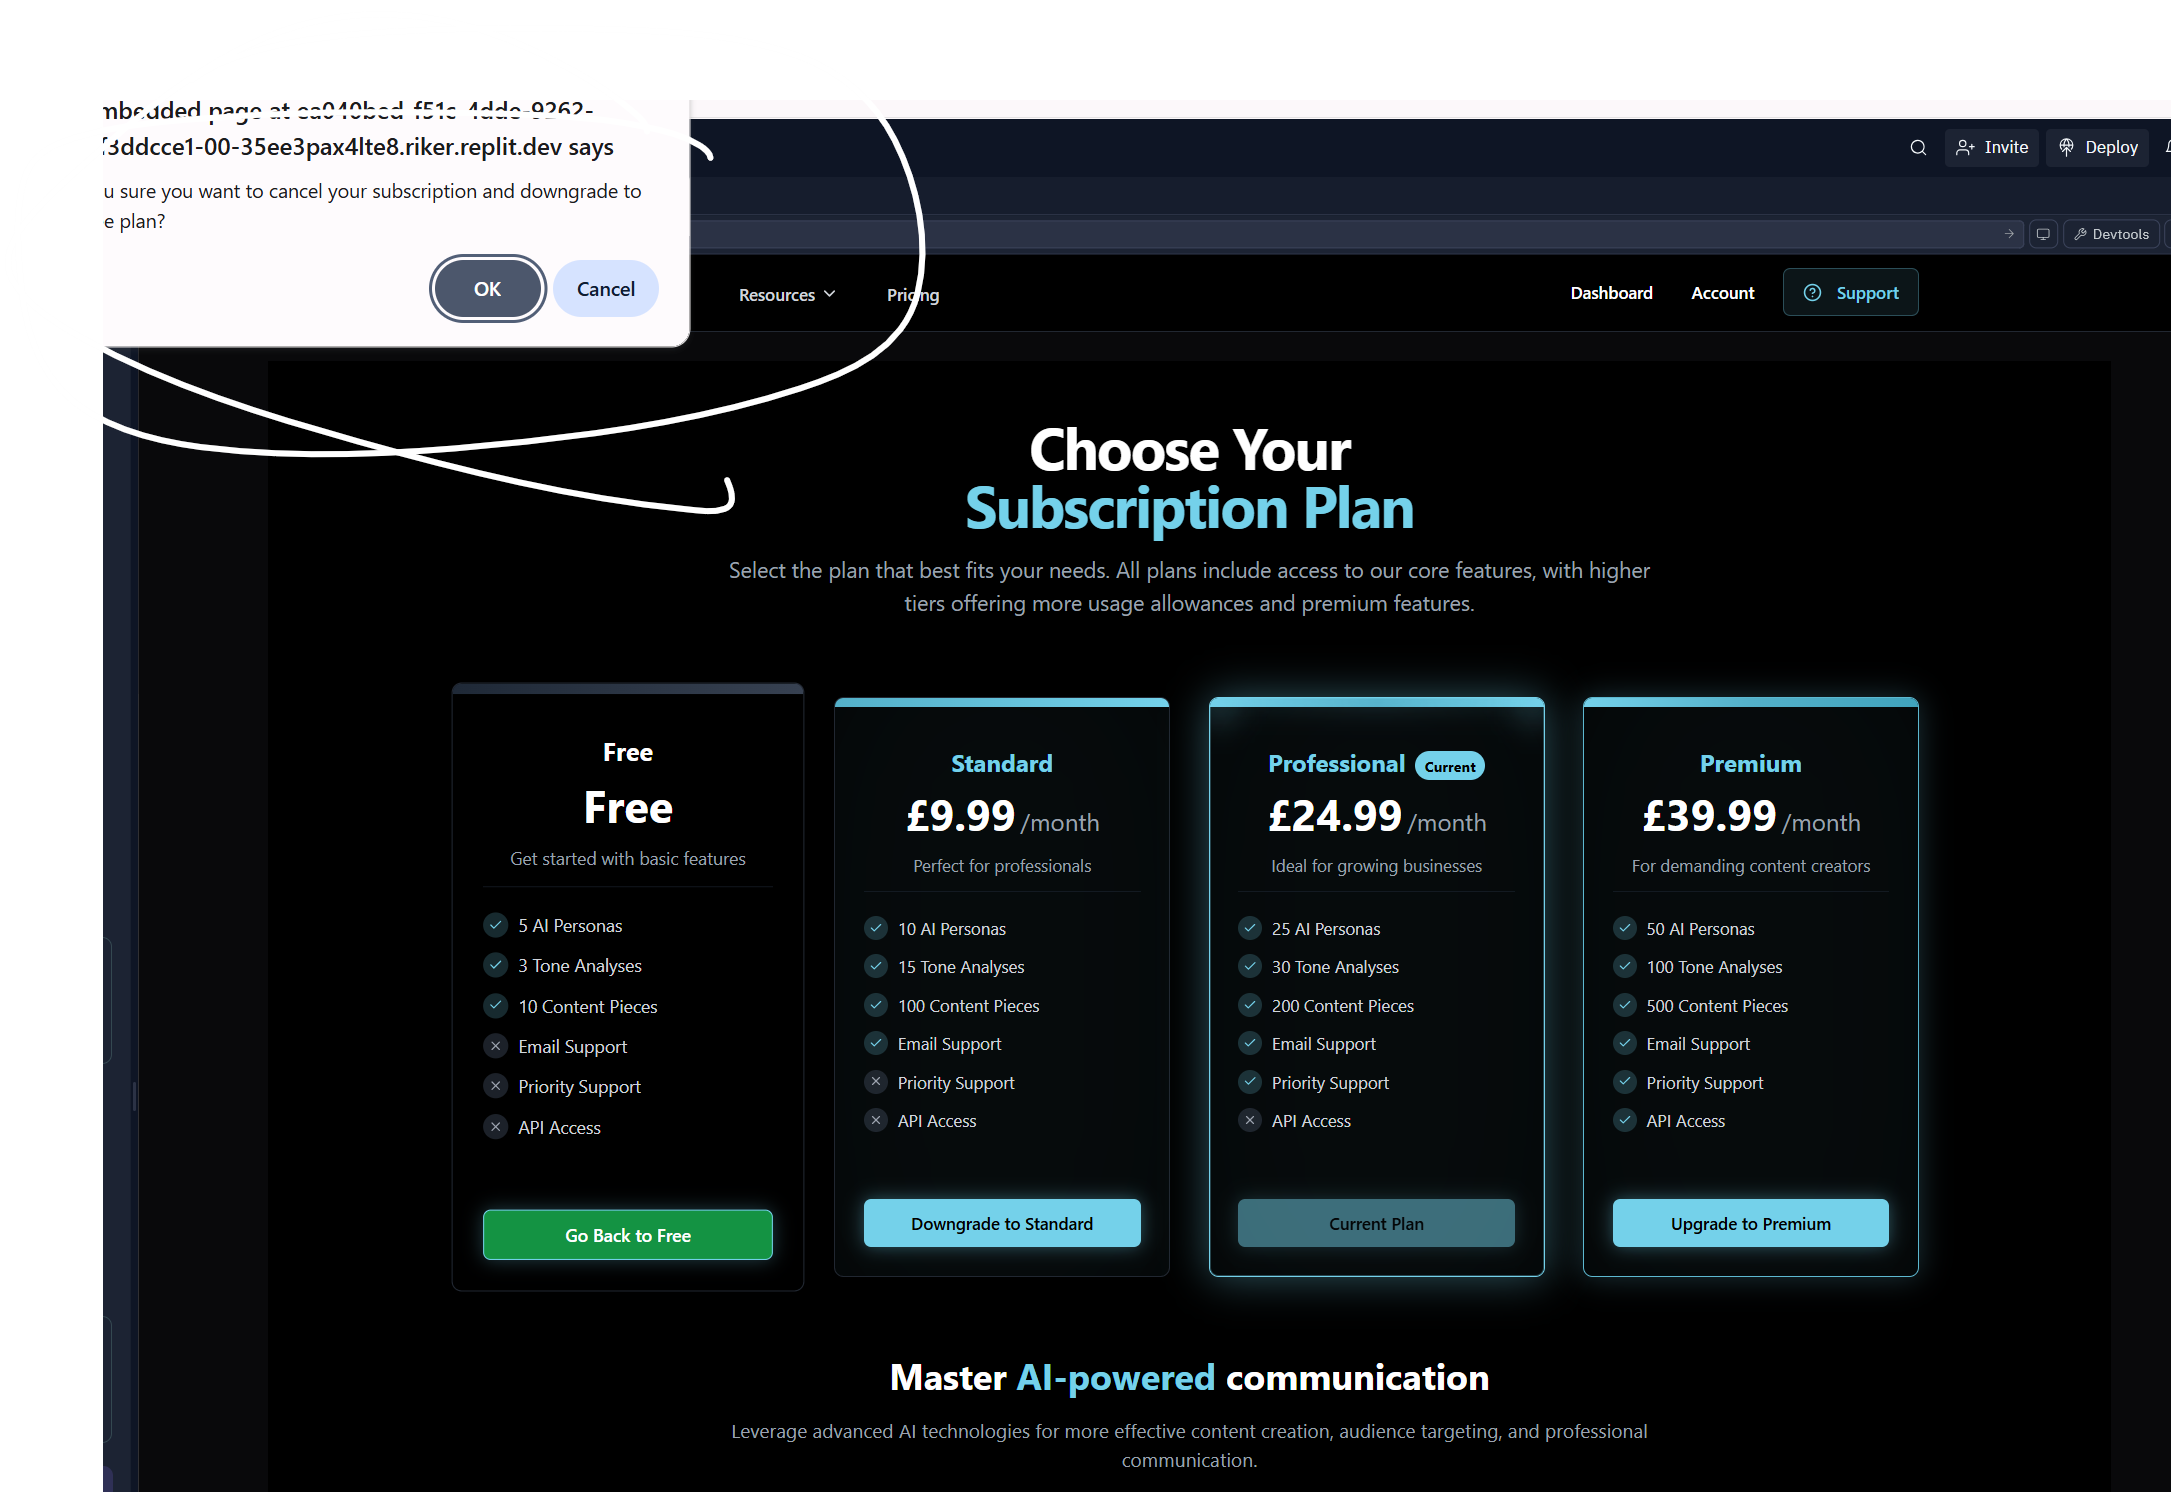 mbedded page at ea040bed-f51c-4dde-9262-
f3ddcce1-00-35ee3pax4lte8.riker.replit.dev says
u sure you want to cancel your subscription and downgrade to
e plan?
OK
Cancel
Invite
Deploy
Devtools
Resources
Pricing
Dashboard
Account
Support
Choose Your
Subscription Plan
Select the plan that best fits your needs. All plans include access to our core features, with higher
tiers offering more usage allowances and premium features.
Free
Free
Get started with basic features
5 AI Personas
3 Tone Analyses
10 Content Pieces
Email Support
Priority Support
API Access
Go Back to Free
Standard
£9.99 /month
Perfect for professionals
10 AI Personas
15 Tone Analyses
100 Content Pieces
Email Support
Priority Support
API Access
Downgrade to Standard
Professional Current
£24.99 /month
Ideal for growing businesses
25 AI Personas
30 Tone Analyses
200 Content Pieces
Email Support
Priority Support
API Access
Current Plan
Premium
£39.99 /month
For demanding content creators
50 AI Personas
100 Tone Analyses
500 Content Pieces
Email Support
Priority Support
API Access
Upgrade to Premium
Master AI-powered communication
Leverage advanced AI technologies for more effective content creation, audience targeting, and professional
communication.